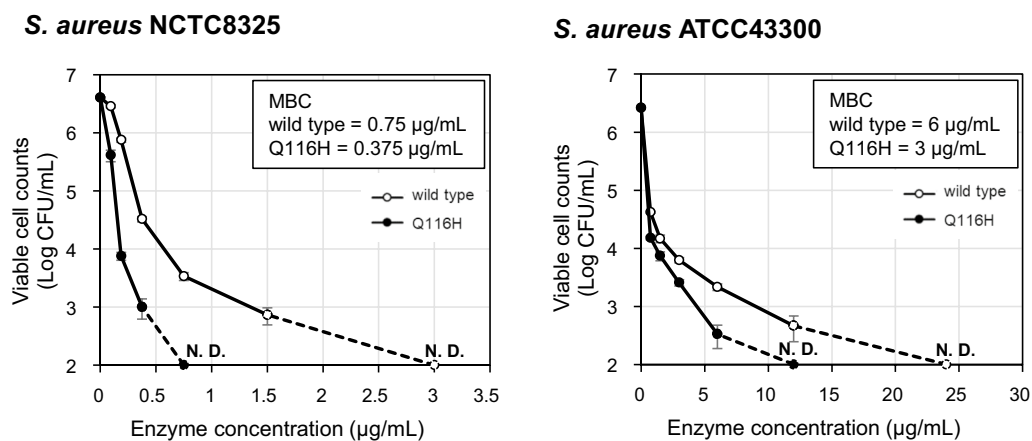 S. aureus NCTC8325
7
6
5
4
3
2
Viable cell counts
(Log CFU/mL)
MBC
wild type = 0.75 μg/mL
Q116H = 0.375 μg/mL
wild type
Q116H
N. D.
N. D.
0 0.5 1 1.5 2 2.5 3 3.5
Enzyme concentration (μg/mL)
S. aureus ATCC43300
7
6
5
4
3
2
Viable cell counts
(Log CFU/mL)
MBC
wild type = 6 μg/mL
Q116H = 3 μg/mL
wild type
Q116H
N. D.
N. D.
0 5 10 15 20 25 30
Enzyme concentration (μg/mL)